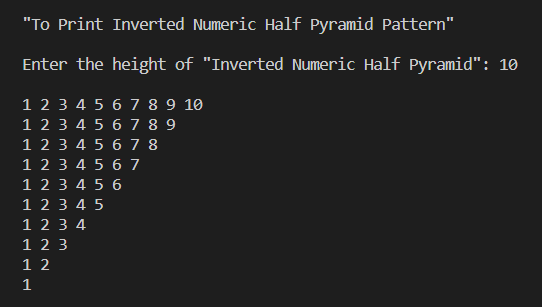 "To Print Inverted Numeric Half Pyramid Pattern"
Enter the height of "Inverted Numeric Half Pyramid": 10
1 2 3 4 5 6 7 8 9 10
1 2 3 4 5 6 7 8 9
1 2 3 4 5 6 7 8
1 2 3 4 5 6 7
1 2 3 4 5 6
1 2 3 4 5
1 2 3 4
1 2 3
1 2
1